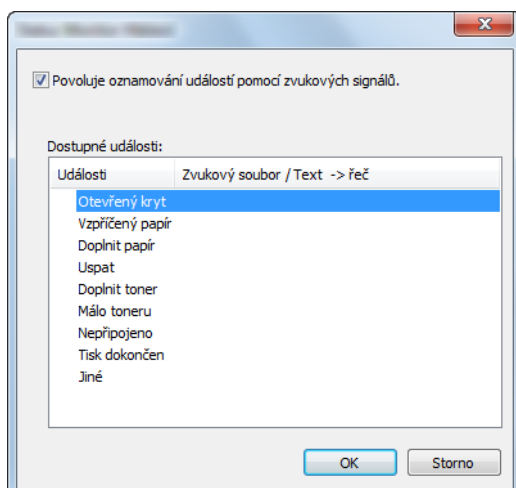 Povoluje oznamování událostí pomocí zvukových signálů.
Dostupné události:
Události Zvukový soubor / Text -> řeč
Otevřený kryt
Vzpříčený papír
Doplnit papír
Uspat
Doplnit toner
Málo toneru
Nepřipojeno
Tisk dokončen
Jiné
OK Storno